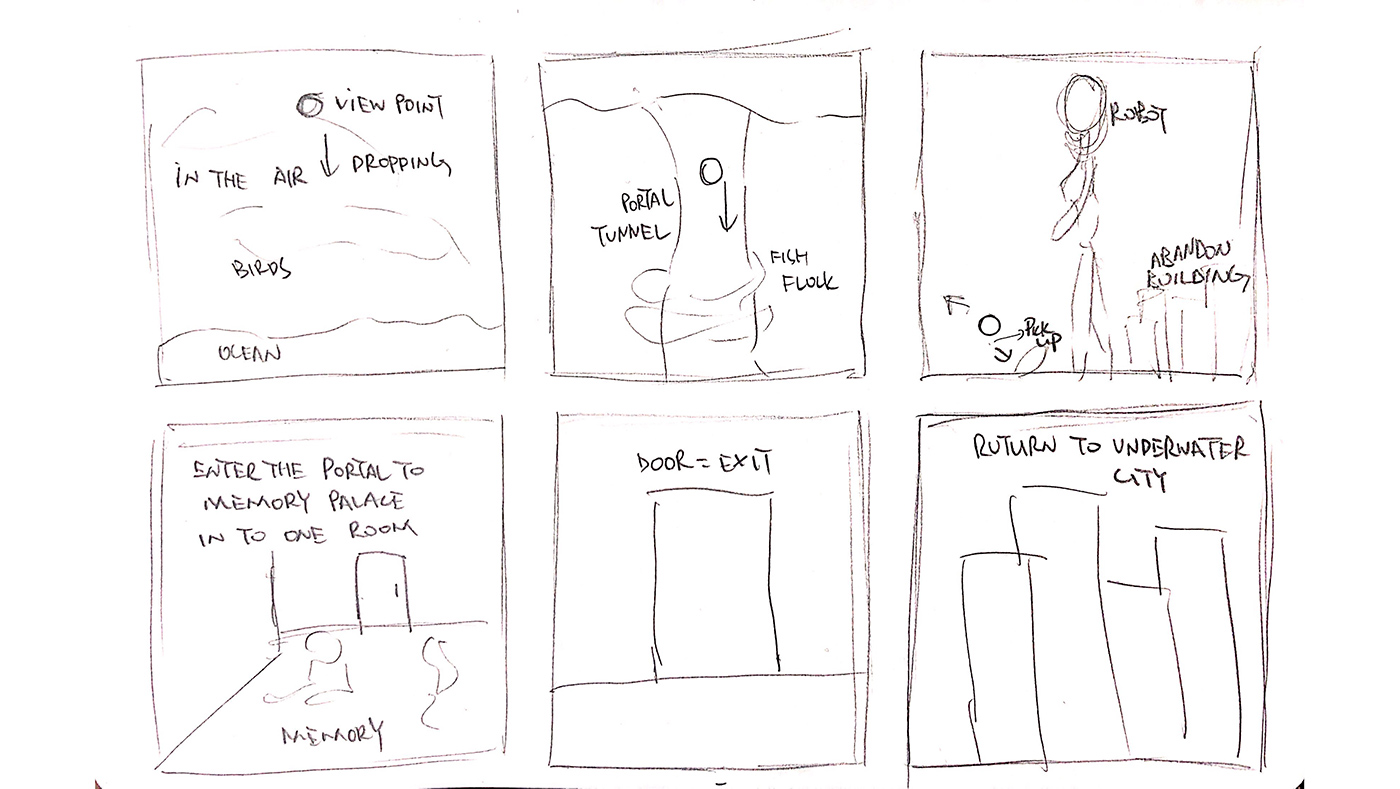 VIEW POINT
IN THE AIR
DROPPING
BIRDS
OCEAN
PORTAL
TUNNEL
FISH
FLOCK
ROBOT
ABANDON
BUILDING
PICK
UP
ENTER THE PORTAL TO
MEMORY PALACE
IN TO ONE ROOM
MEMORY
DOOR = EXIT
RUTURN TO UNDERWATER
CITY